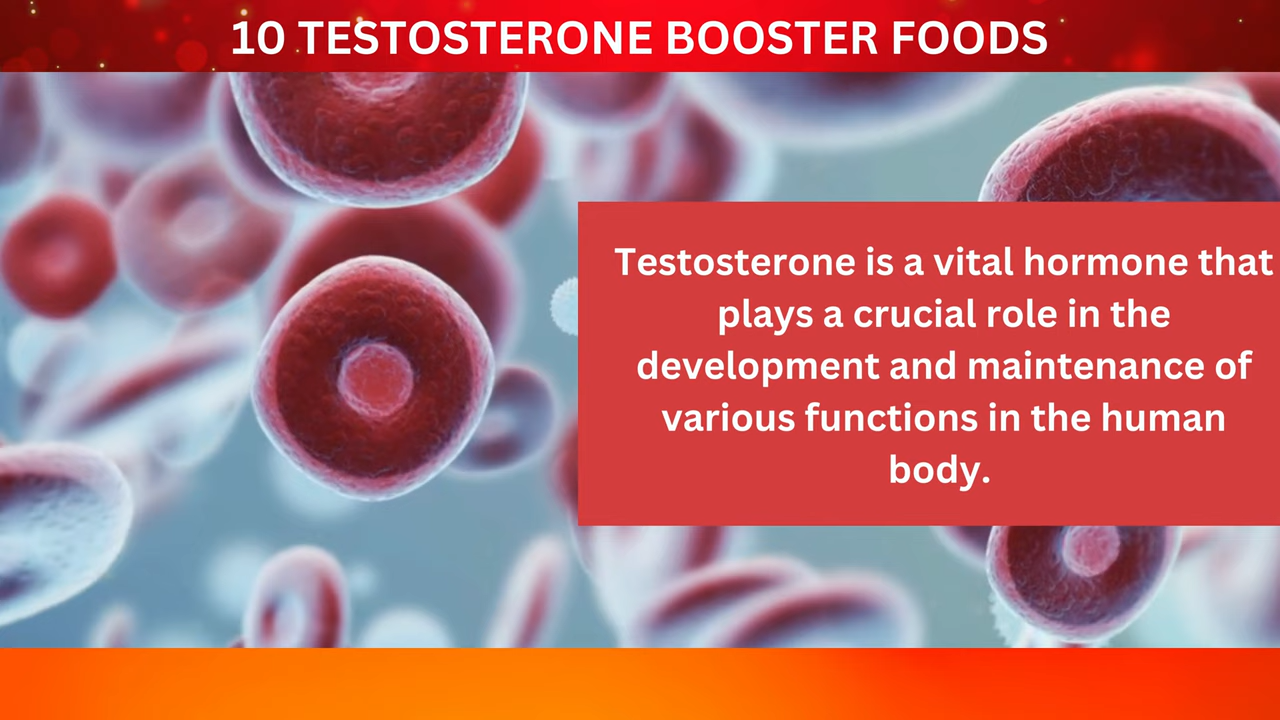 10 TESTOSTERONE BOOSTER FOODS
Testosterone is a vital hormone that
plays a crucial role in the
development and maintenance of
various functions in the human
body.